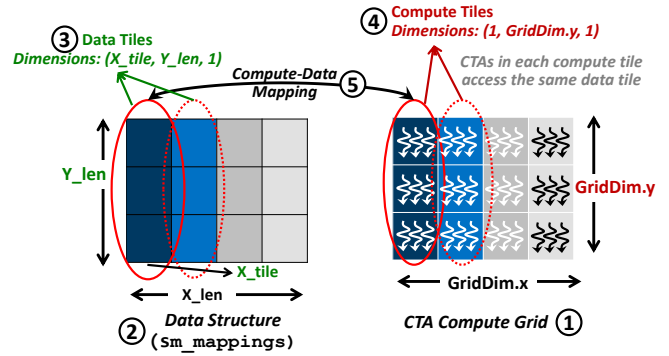 ③ Data Tiles
Dimensions: (X_tile, Y_len, 1)
④ Compute Tiles
Dimensions: (1, GridDim.y, 1)
CTAs in each compute tile
access the same data tile
Compute-Data
Mapping ⑤
Y_len
GridDim.y
X_tile
X_len
GridDim.x
② Data Structure
(Sm_mappings)
CTA Compute Grid ①